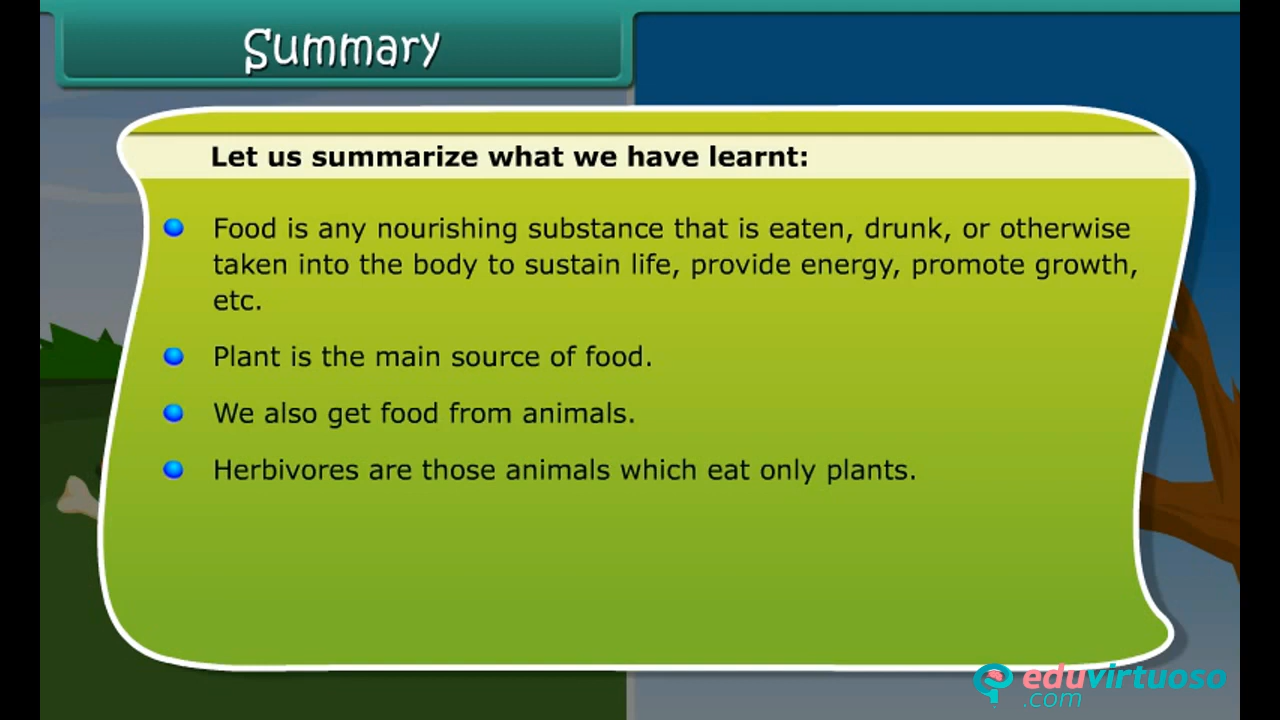 Summary
Let us summarize what we have learnt:
Food is any nourishing substance that is eaten, drunk, or otherwise
taken into the body to sustain life, provide energy, promote growth,
etc.
Plant is the main source of food.
We also get food from animals.
Herbivores are those animals which eat only plants.
eduvirtuoso
.com